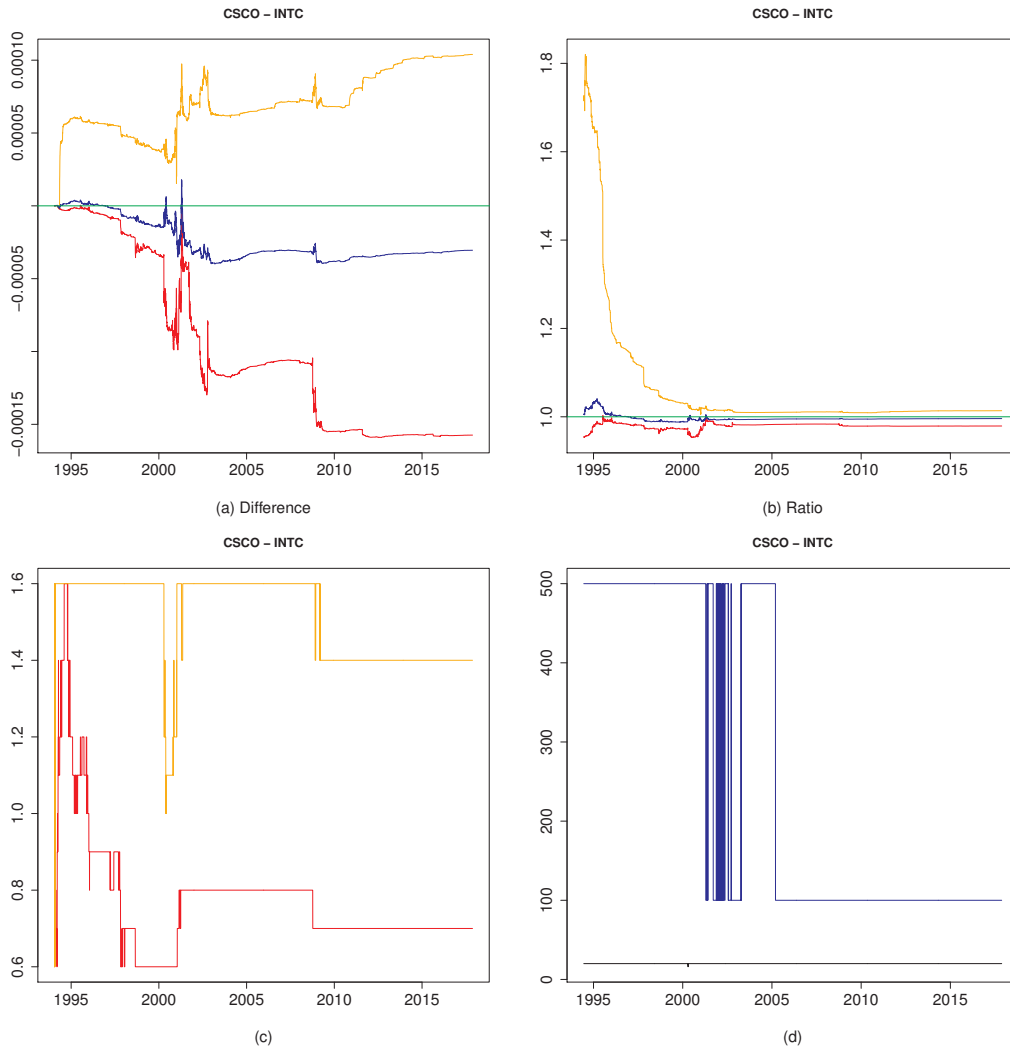 CSCO – INTC
0.00010
0.00005
−0.00005
−0.00015
1995 2000 2005 2010 2015
(a) Difference
CSCO – INTC
1.8
1.6
1.4
1.2
1.0
1995 2000 2005 2010 2015
(b) Ratio
CSCO – INTC
1.6
1.4
1.2
1.0
0.8
0.6
1995 2000 2005 2010 2015
(c)
CSCO – INTC
500
400
300
200
100
0
1995 2000 2005 2010 2015
(d)